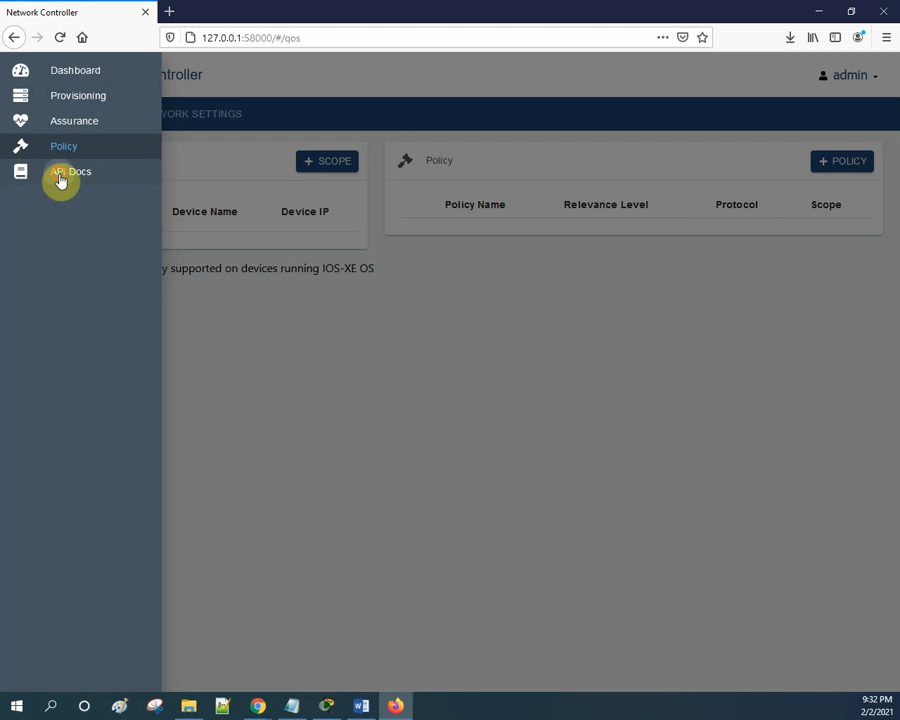 Network Controller
127.0.0.1:58000/#/qos
Dashboard
Provisioning
Assurance
Policy
API Docs
ntroller
admin
WORK SETTINGS
SCOPE
Device Name
Device IP
y supported on devices running IOS-XE OS
Policy
POLICY
Policy Name
Relevance Level
Protocol
Scope
9:32 PM
2/2/2021